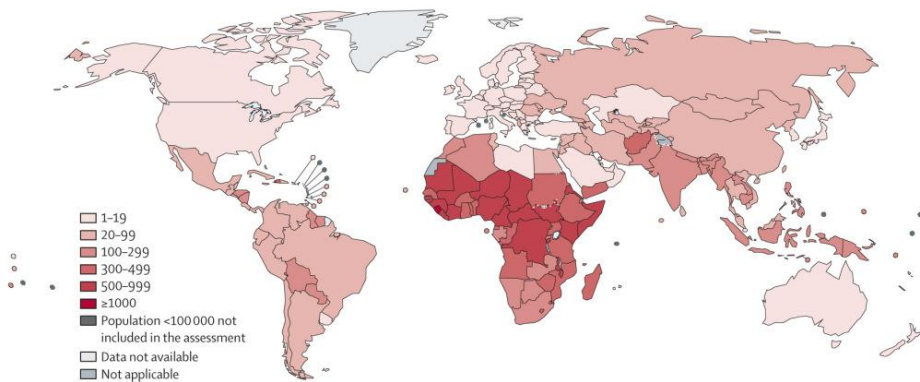 1–19
20–99
100–299
300–499
500–999
≥1000
Population <100 000 not
included in the assessment
Data not available
Not applicable